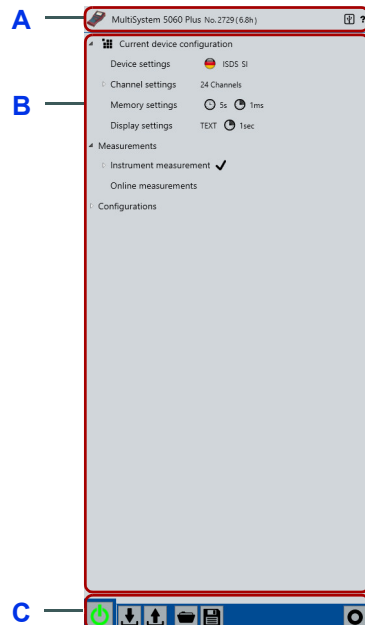 A
MultiSystem 5060 Plus No.2729(6.8h) ?
Current device configuration
B
Device settings ISDS SI
Channel settings 24 Channels
Memory settings 5s 1ms
Display settings TEXT 1sec
Measurements
Instrument measurement
Online measurements
Configurations
C